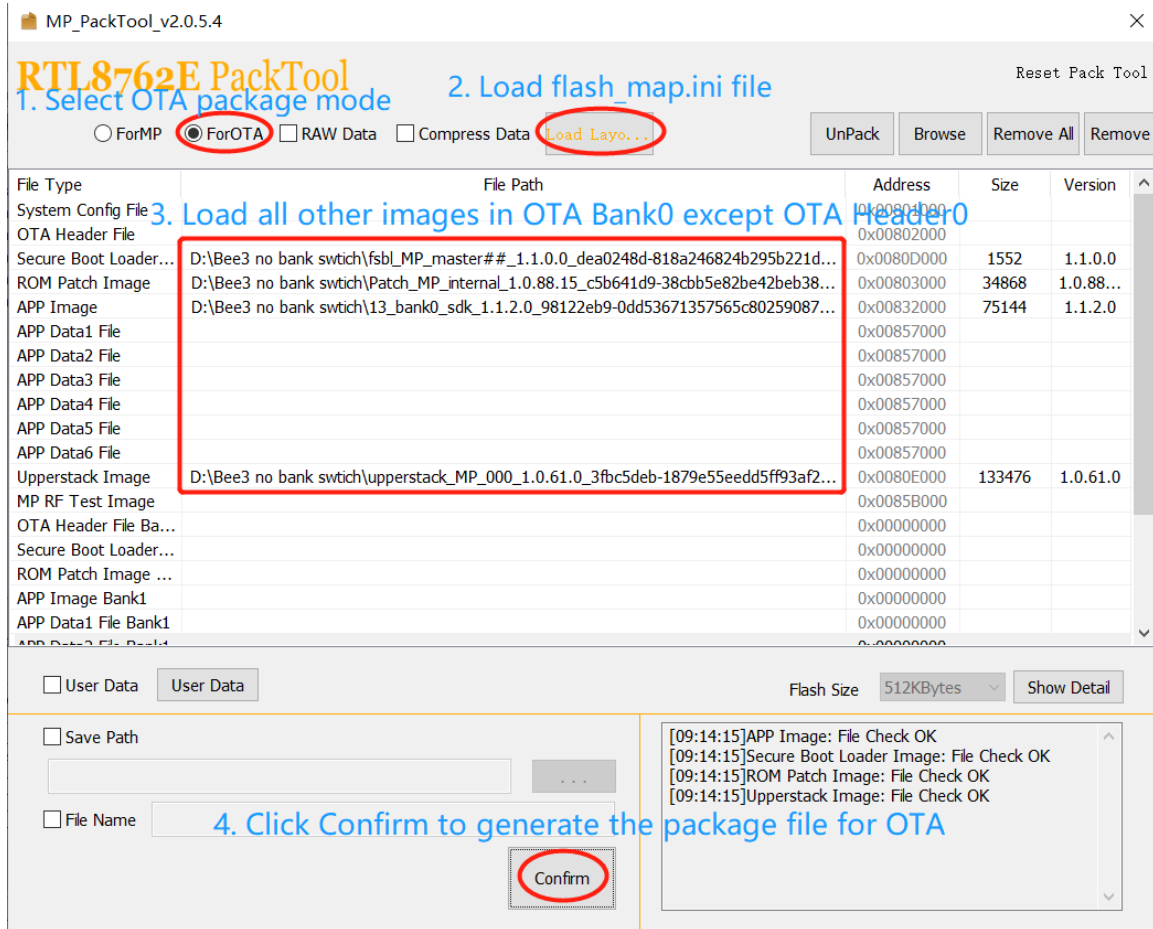 MP_PackTool_v2.0.5.4
RTL8762E PackTool
Reset Pack Tool
1. Select OTA package mode
2. Load flash_map.ini file
ForMP ForOTA RAW Data Compress Data Load Layo... UnPack Browse Remove All Remove
File Type File Path Address Size Version
System Config File 0x00801000
3. Load all other images in OTA Bank0 except OTA Header0
OTA Header File 0x00802000
Secure Boot Loader... D:\Bee3 no bank swtich\fsbl_MP_master##_1.1.0.0_dea0248d-818a246824b295b221d... 0x0080D000 1552 1.1.0.0
ROM Patch Image D:\Bee3 no bank swtich\Patch_MP_internal_1.0.88.15_c5b641d9-38cbb5e82be42beb38... 0x00803000 34868 1.0.88...
APP Image D:\Bee3 no bank swtich\13_bank0_sdk_1.1.2.0_98122eb9-0dd53671357565c80259087... 0x00832000 75144 1.1.2.0
APP Data1 File 0x00857000
APP Data2 File 0x00857000
APP Data3 File 0x00857000
APP Data4 File 0x00857000
APP Data5 File 0x00857000
APP Data6 File 0x00857000
Upperstack Image D:\Bee3 no bank swtich\upperstack_MP_000_1.0.61.0_3fbc5deb-1879e55eedd5ff93af2... 0x0080E000 133476 1.0.61.0
MP RF Test Image 0x0085B000
OTA Header File Ba... 0x00000000
Secure Boot Loader... 0x00000000
ROM Patch Image ... 0x00000000
APP Image Bank1 0x00000000
APP Data1 File Bank1 0x00000000
APP Data2 File Bank1 0x00000000
User Data User Data Flash Size 512KBytes Show Detail
Save Path
...
File Name
[09:14:15]APP Image: File Check OK
[09:14:15]Secure Boot Loader Image: File Check OK
[09:14:15]ROM Patch Image: File Check OK
[09:14:15]Upperstack Image: File Check OK
4. Click Confirm to generate the package file for OTA
Confirm